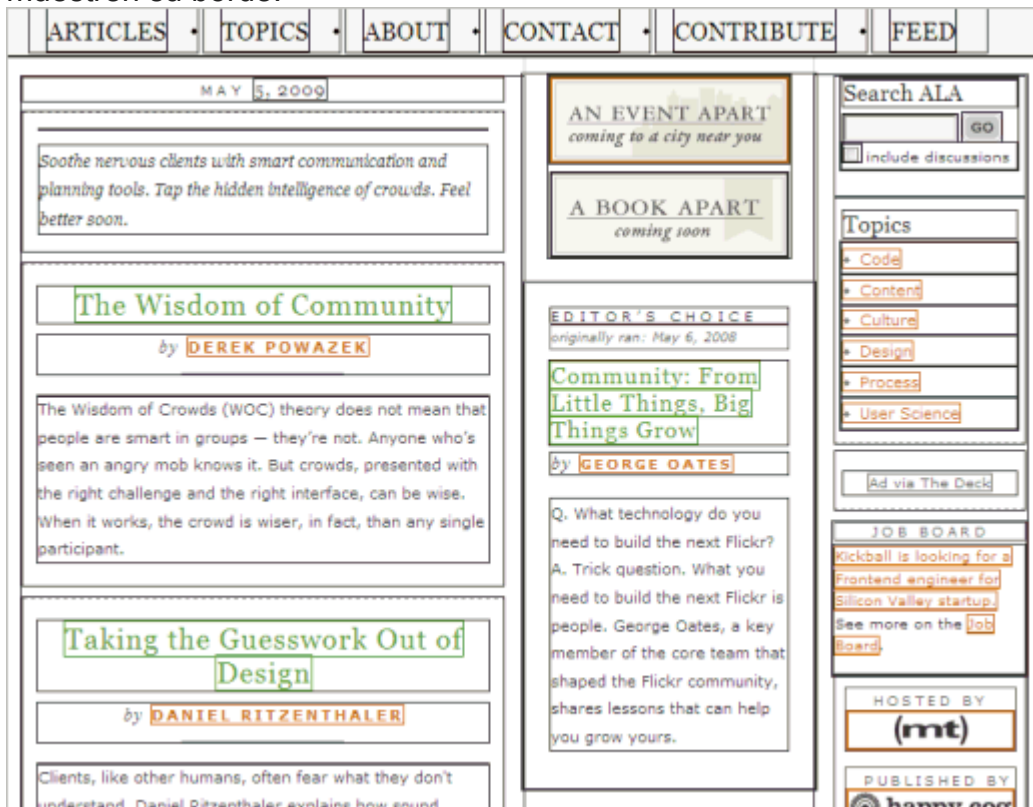 muestren su borde:
ARTICLES • TOPICS • ABOUT • CONTACT • CONTRIBUTE • FEED
MAY 5, 2009
Soothe nervous clients with smart communication and
planning tools. Tap the hidden intelligence of crowds. Feel
better soon.
The Wisdom of Community
by DEREK POWAZEK
The Wisdom of Crowds (WOC) theory does not mean that
people are smart in groups — they're not. Anyone who's
seen an angry mob knows it. But crowds, presented with
the right challenge and the right interface, can be wise.
When it works, the crowd is wiser, in fact, than any single
participant.
Taking the Guesswork Out of
Design
by DANIEL RITZENTHALER
Clients, like other humans, often fear what they don't
understand. Daniel Ritzenthaler explains how sound
AN EVENT APART
coming to a city near you
A BOOK APART
coming soon
EDITOR'S CHOICE
originally ran: May 6, 2008
Community: From
Little Things, Big
Things Grow
by GEORGE OATES
Q. What technology do you
need to build the next Flickr?
A. Trick question. What you
need to build the next Flickr is
people. George Oates, a key
member of the core team that
shaped the Flickr community,
shares lessons that can help
you grow yours.
Search ALA
GO
include discussions
Topics
• Code
• Content
• Culture
• Design
• Process
• User Science
Ad via The Deck
JOB BOARD
Kickball is looking for a
Frontend engineer for
Silicon Valley startup.
See more on the Job
Board.
HOSTED BY
(mt)
PUBLISHED BY
happy cog